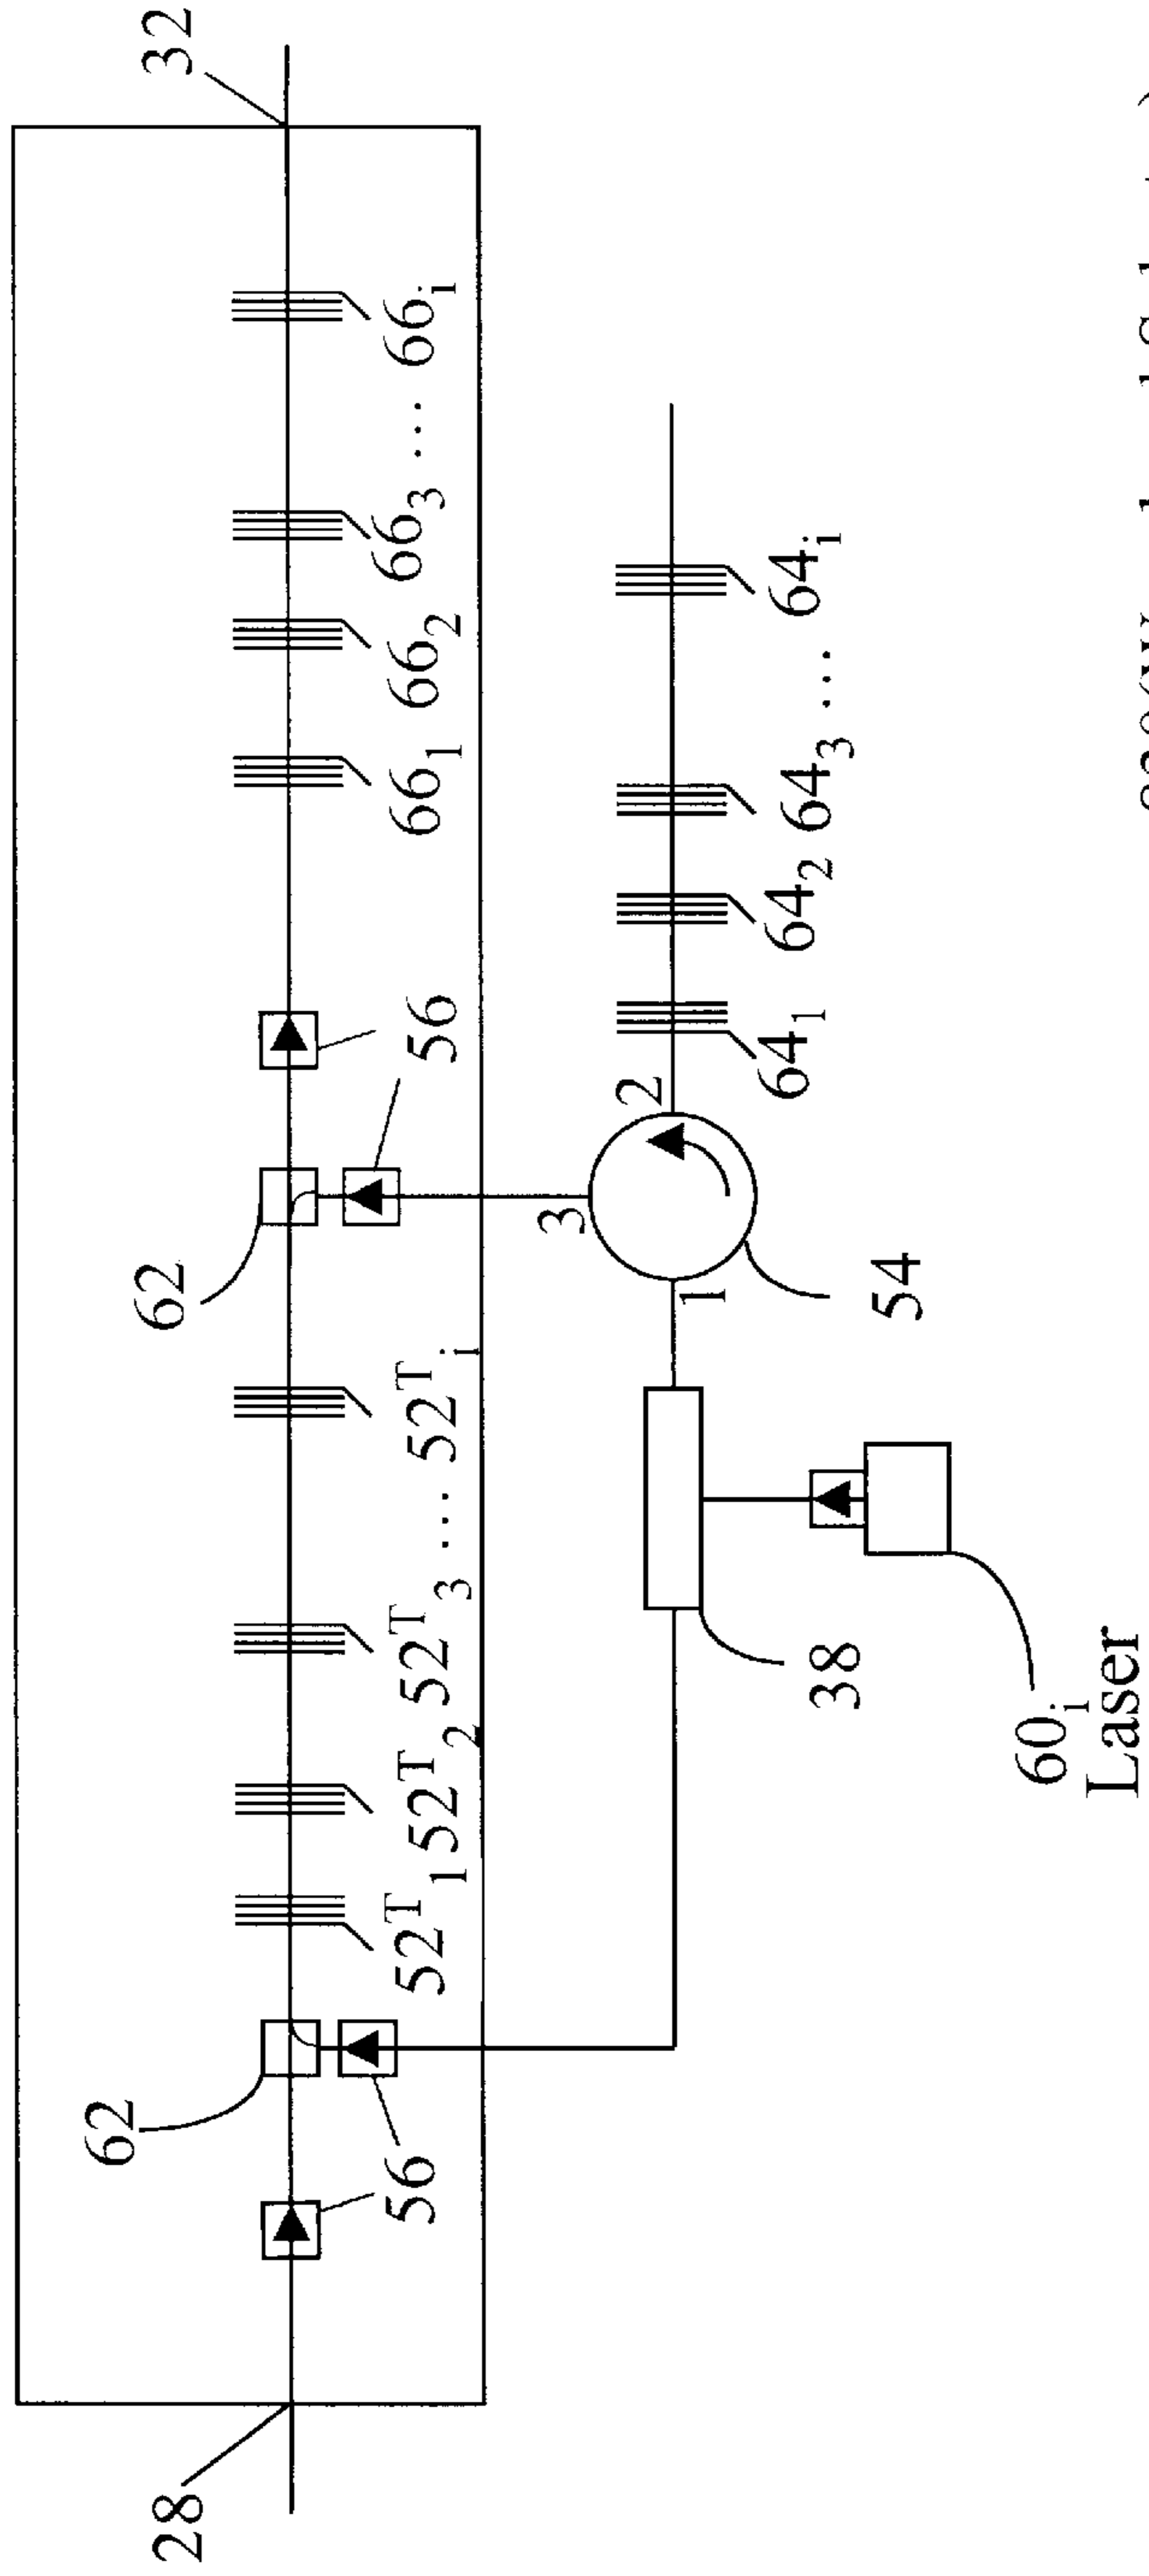 32
62
62
66₁ 66₂ 66₃ ... 66ᵢ
56
52ᵀ₁ 52ᵀ₂ 52ᵀ₃ ... 52ᵀᵢ
56
28
3
2
1
64₁ 64₂ 64₃ ... 64ᵢ
54
38
60ᵢ
Laser